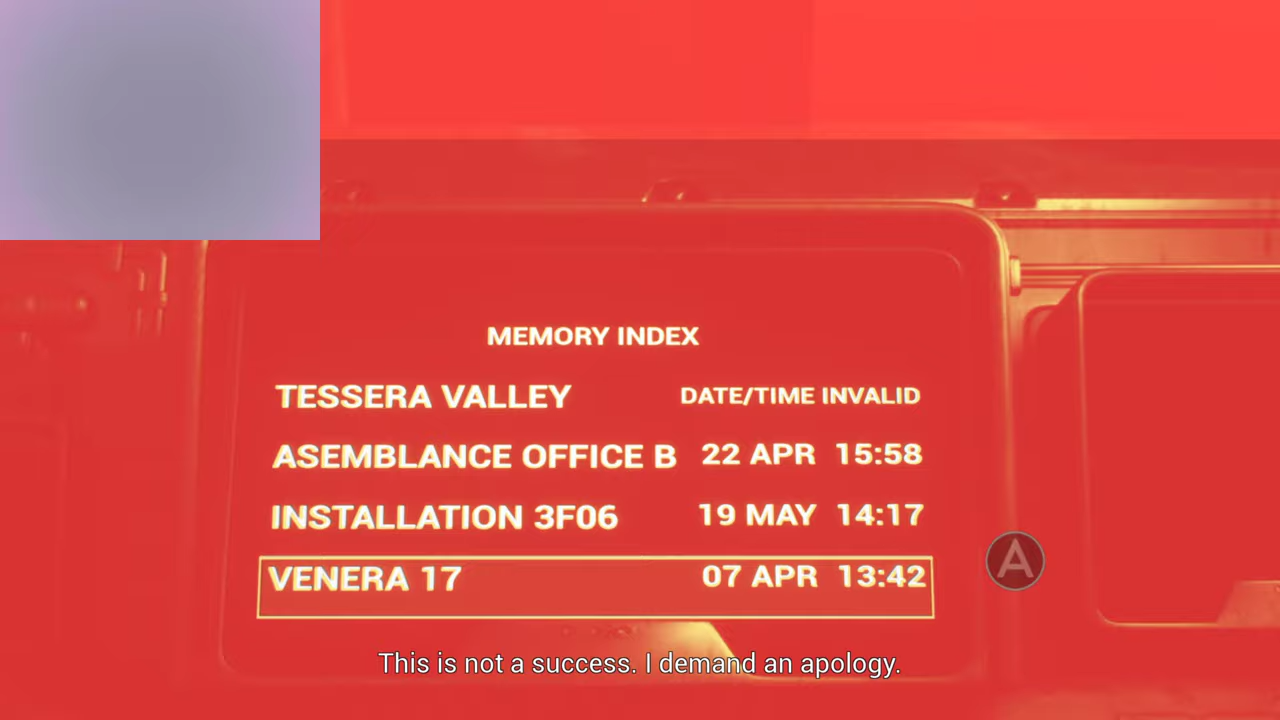 MEMORY INDEX
TESSERA VALLEY DATE/TIME INVALID
ASEMBLANCE OFFICE B 22 APR 15:58
INSTALLATION 3F06 19 MAY 14:17
VENERA 17 07 APR 13:42
A
This is not a success. I demand an apology.